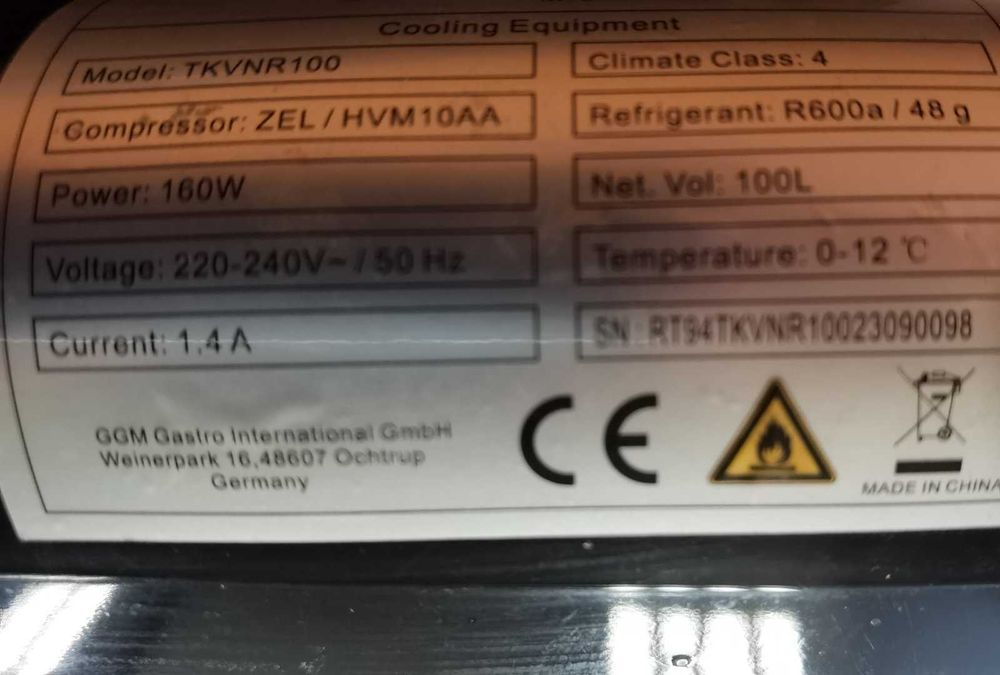 Cooling Equipment
Model: TKVNR100
Climate Class: 4
Compressor: ZEL / HVM10AA
Refrigerant: R600a / 48 g
Power: 160W
Net. Vol: 100L
Voltage: 220-240V~ / 50 Hz
Temperature: 0-12 ℃
Current: 1,4 A
SN : RT94TKVNR10023090098
GGM Gastro International GmbH
Weinerpark 16,48607 Ochtrup
Germany
CE
MADE IN CHINA